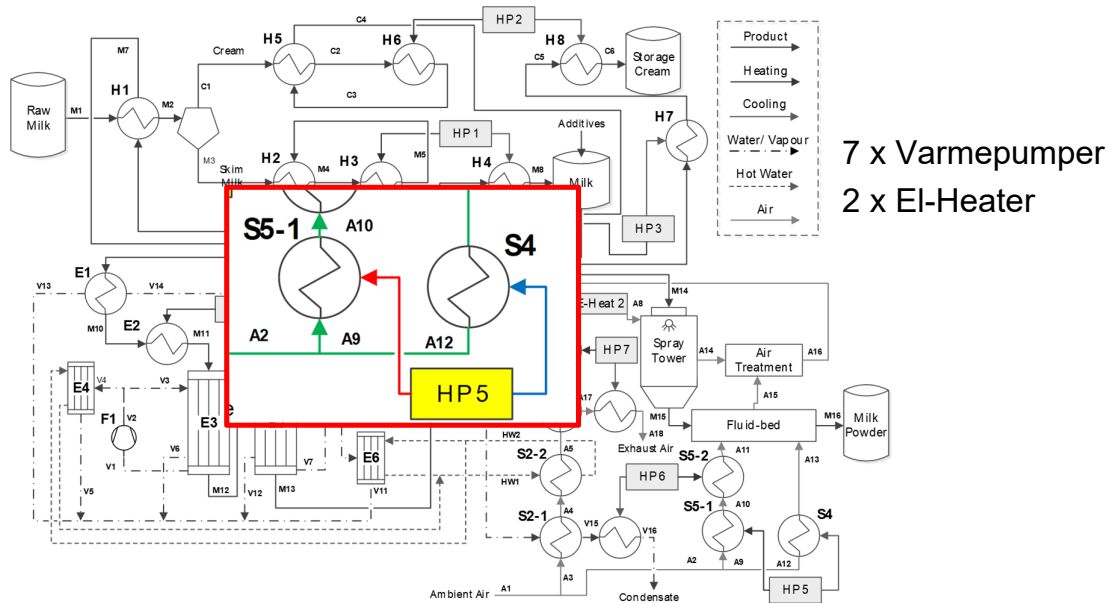 C4
HP2
M7
H5
H6
H8
Cream
C2
C5
C6
Storage
Cream
C1
H1
C3
Raw
Milk
M1
M2
H7
HP1
Additives
M3
Skim
Milk
H2
M4
H3
M5
H4
M8
Milk
HP3
Product
Heating
Cooling
Water/ Vapour
Hot Water
Air
7 x Varmepumper
2 x El-Heater
S5-1
A10
S4
A2
A9
A12
HP5
E1
V13
V14
M10
E2
M11
E4
V4
V3
V2
F1
V1
V6
E3
V5
M12
V12
M13
V7
E6
V11
HW2
HW1
E-Heat 2
A8
M14
Spray
Tower
A14
Air
Treatment
A16
HP7
A17
A18
Exhaust Air
M15
A15
Fluid-bed
M16
Milk
Powder
S2-2
A5
A4
S2-1
V15
V16
HP6
S5-2
A11
A13
A10
S5-1
S4
A2
A9
A12
HP5
Ambient Air
A1
A3
Condensate